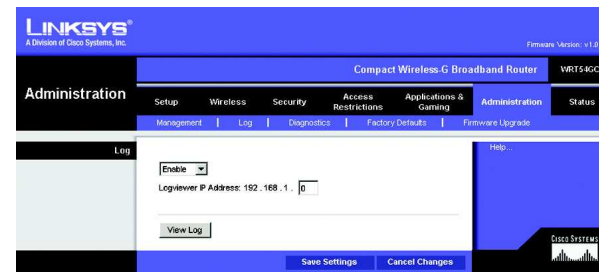 LINKSYS®
A Division of Cisco Systems, Inc.
Firmware Version: v1.0
Compact Wireless-G Broadband Router WRT54GC
Administration
Setup Wireless Security Access Restrictions Applications & Gaming Administration Status
Management | Log | Diagnostics | Factory Defaults | Firmware Upgrade
Log
Help...
Enable
Logviewer IP Address: 192 . 168 . 1 . 0
View Log
Save Settings Cancel Changes
CISCO SYSTEMS